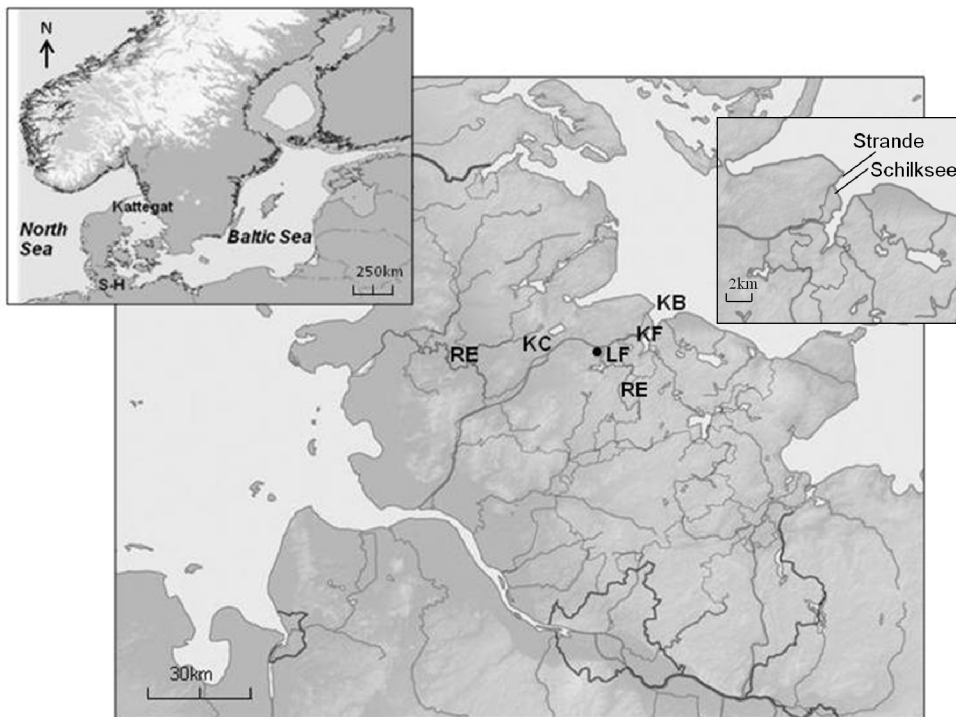 N
Kattegat
North
Sea
Baltic Sea
S-H
250km
Strande
Schilksee
2km
KB
KF
KC
RE
LF
RE
30km